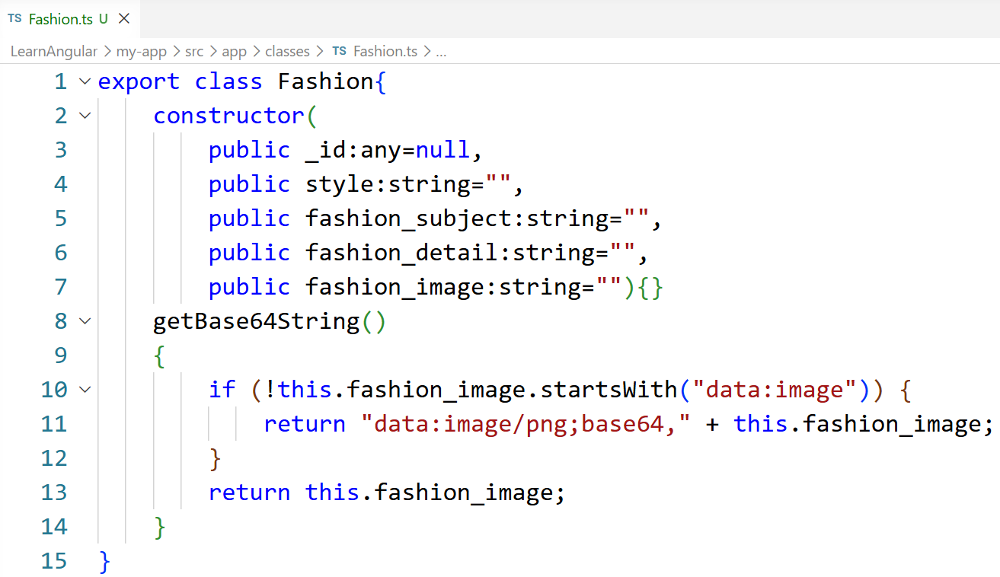 TS Fashion.ts U ×
LearnAngular > my-app > src > app > classes > TS Fashion.ts > ...
1 export class Fashion{
2     constructor(
3         public _id:any=null,
4         public style:string="",
5         public fashion_subject:string="",
6         public fashion_detail:string="",
7         public fashion_image:string=""){}
8     getBase64String()
9     {
10         if (!this.fashion_image.startsWith("data:image")) {
11             return "data:image/png;base64," + this.fashion_image;
12         }
13         return this.fashion_image;
14     }
15 }